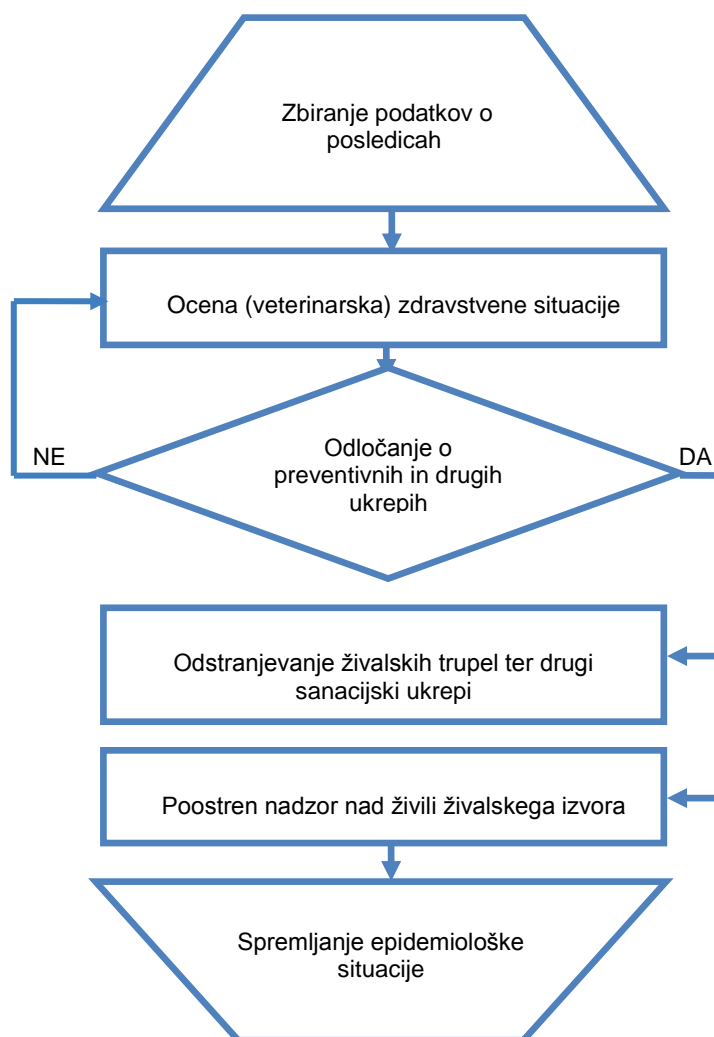 Zbiranje podatkov o
posledicah
Ocena (veterinarska) zdravstvene situacije
Odločanje o
preventivnih in drugih
ukrepih
NE
DA
Odstranjevanje živalskih trupel ter drugi
sanacijski ukrepi
Poostren nadzor nad živili živalskega izvora
Spremljanje epidemiološke
situacije